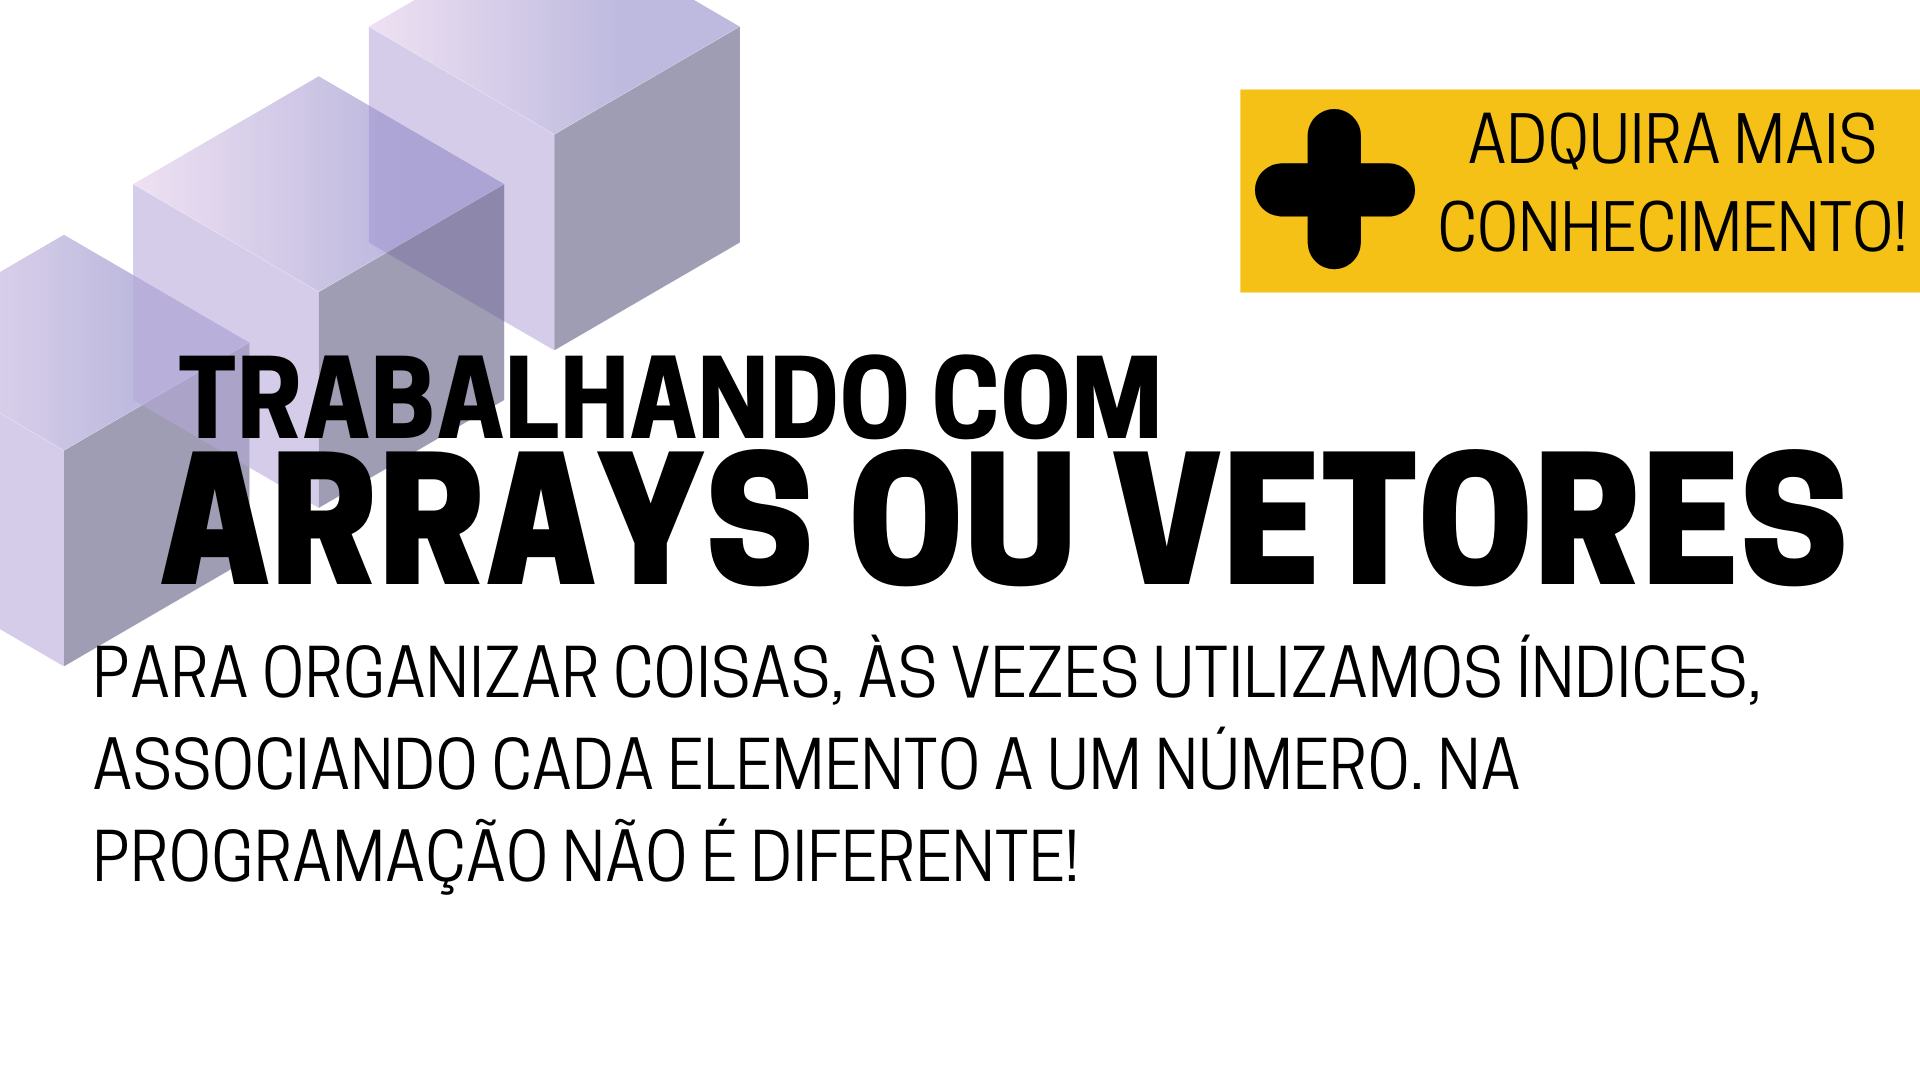 ADQUIRA MAIS
CONHECIMENTO!
TRABALHANDO COM
ARRAYS OU VETORES
PARA ORGANIZAR COISAS, ÀS VEZES UTILIZAMOS ÍNDICES,
ASSOCIANDO CADA ELEMENTO A UM NÚMERO. NA
PROGRAMAÇÃO NÃO É DIFERENTE!